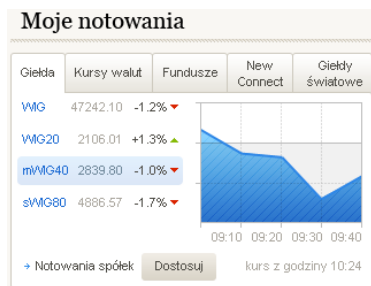 Moje notowania
Giełda Kursy walut Fundusze New Connect Giełdy światowe
WIG 47242.10 -1.2%
WIG20 2106.01 +1.3%
mWIG40 2839.80 -1.0%
sWIG80 4886.57 -1.7%
09:10 09:20 09:30 09:40
Notowania spółek Dostosuj kurs z godziny 10:24